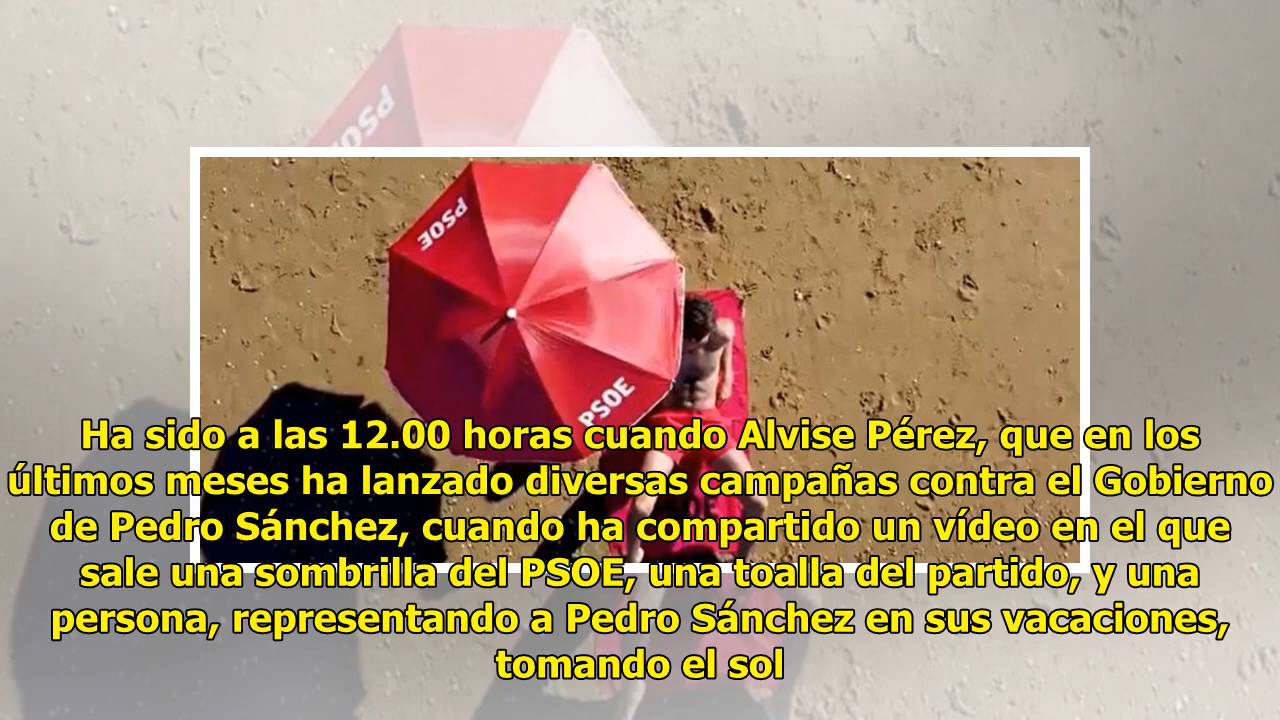 PSOE
PSOE
PSOE
Ha sido a las 12.00 horas cuando Alvise Pérez, que en los
últimos meses ha lanzado diversas campañas contra el Gobierno
de Pedro Sánchez, cuando ha compartido un vídeo en el que
sale una sombrilla del PSOE, una toalla del partido, y una
persona, representando a Pedro Sánchez en sus vacaciones,
tomando el sol